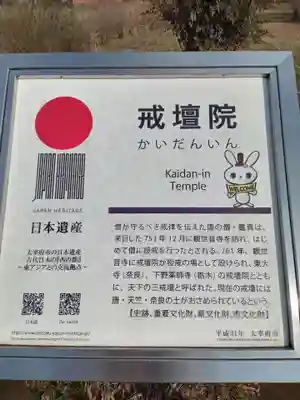 戒壇院
かいだんいん
Kaidan-in
Temple
WELCOME
JAPAN HERITAGE
日本遺産
太宰府市の日本遺産
古代日本の「西の都」
～東アジアとの交流拠点～
日本語
僧が守るべき戒律を伝えた唐の僧・鑑真は、
来日した753年12月に観世音寺を訪れ、はじ
めて僧に授戒を行ったとされる。761年、観世
音寺に戒壇院が授戒の場として設けられ、東大
寺（奈良）、下野薬師寺（栃木）の戒壇院ととも
に、天下の三戒壇と呼ばれた。現在の戒壇には
唐・天竺・奈良の土がおさめられているという。
【史跡、重要文化財、県文化財、市文化財】
平成31年 太宰府市